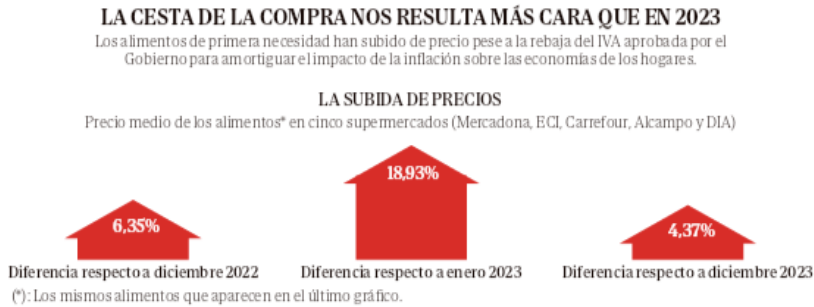 LA CESTA DE LA COMPRA NOS RESULTA MÁS CARA QUE EN 2023
Los alimentos de primera necesidad han subido de precio pese a la rebaja del IVA aprobada por el
Gobierno para amortiguar el impacto de la inflación sobre las economías de los hogares.
LA SUBIDA DE PRECIOS
Precio medio de los alimentos* en cinco supermercados (Mercadona, ECI, Carrefour, Alcampo y DIA)
6,35%
18,93%
4,37%
Diferencia respecto a diciembre 2022
Diferencia respecto a enero 2023
Diferencia respecto a diciembre 2023
(*): Los mismos alimentos que aparecen en el último gráfico.